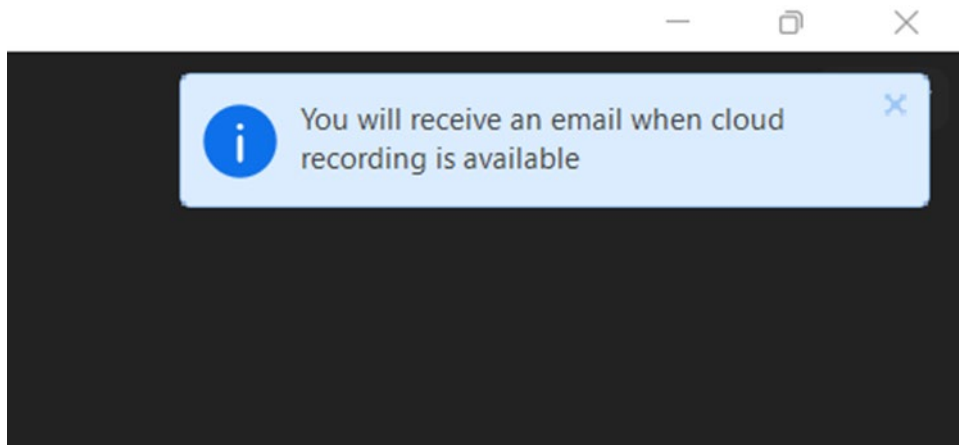 You will receive an email when cloud
recording is available